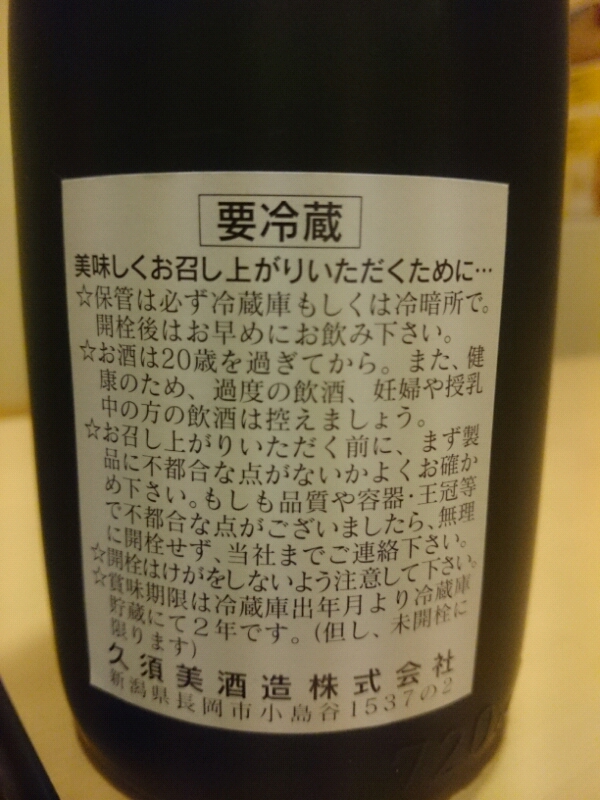 要冷蔵
美味しくお召し上がりいただくために…
☆保管は必ず冷蔵庫もしくは冷暗所で。
開栓後はお早めにお飲み下さい。
☆お酒は20歳を過ぎてから。また、健
康のため、過度の飲酒、妊婦や授乳
中の方の飲酒は控えましょう。
☆お召し上がりいただく前に、まず製
品に不都合な点がないかよくお確か
め下さい。もしも品質や容器・王冠等
で不都合な点がございましたら、無理
に開栓せず、当社までご連絡下さい。
☆開栓はけがをしないよう注意して下さい。
☆賞味期限は冷蔵庫出年月より冷蔵庫
貯蔵にて2年です。(但し、未開栓に
限ります)
久須美酒造株式会社
新潟県長岡市小島谷1537の2
720